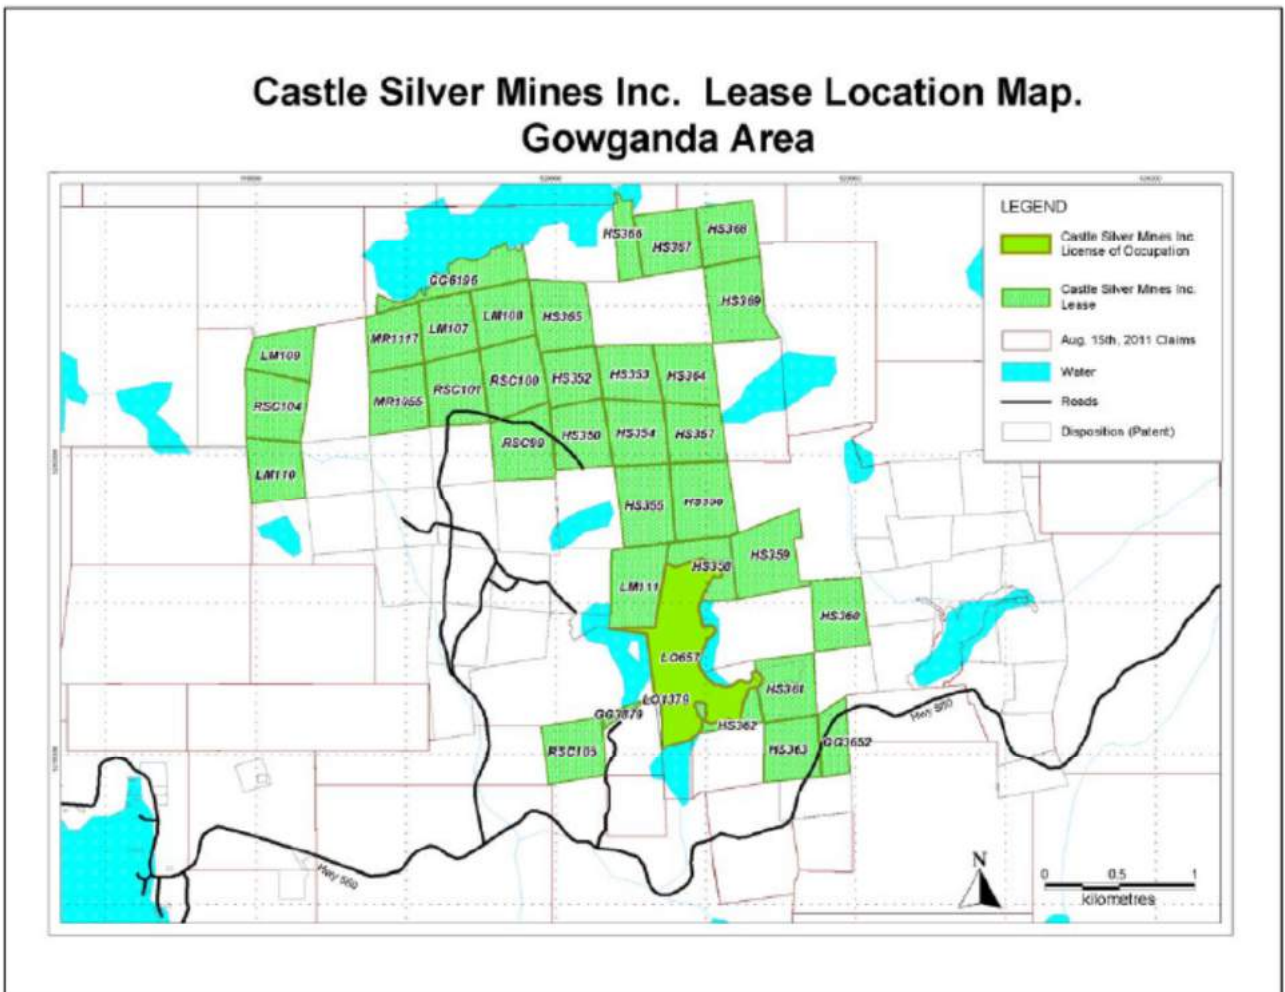 Castle Silver Mines Inc. Lease Location Map.
Gowganda Area
LEGEND
Castle Silver Mines Inc
License of Occupation
Castle Silver Mines Inc.
Lease
Aug. 15th, 2011 Claims
Water
Roads
Disposition (Patent)
HS366
HS367
HS368
GG6195
HS369
MR1117
LM107
LM108
HS365
LM109
RSC104
MR1055
RSC101
RSC100
HS352
HS353
HS364
RSC99
HS350
HS354
HS357
LM110
HS355
HS359
LM111
HS358
HS360
LO657
HS361
LO1379
GG3879
HS362
RSC105
HS363
GG3652
Hwy 560
Hwy 560
N
0 0.5 1
kilometres